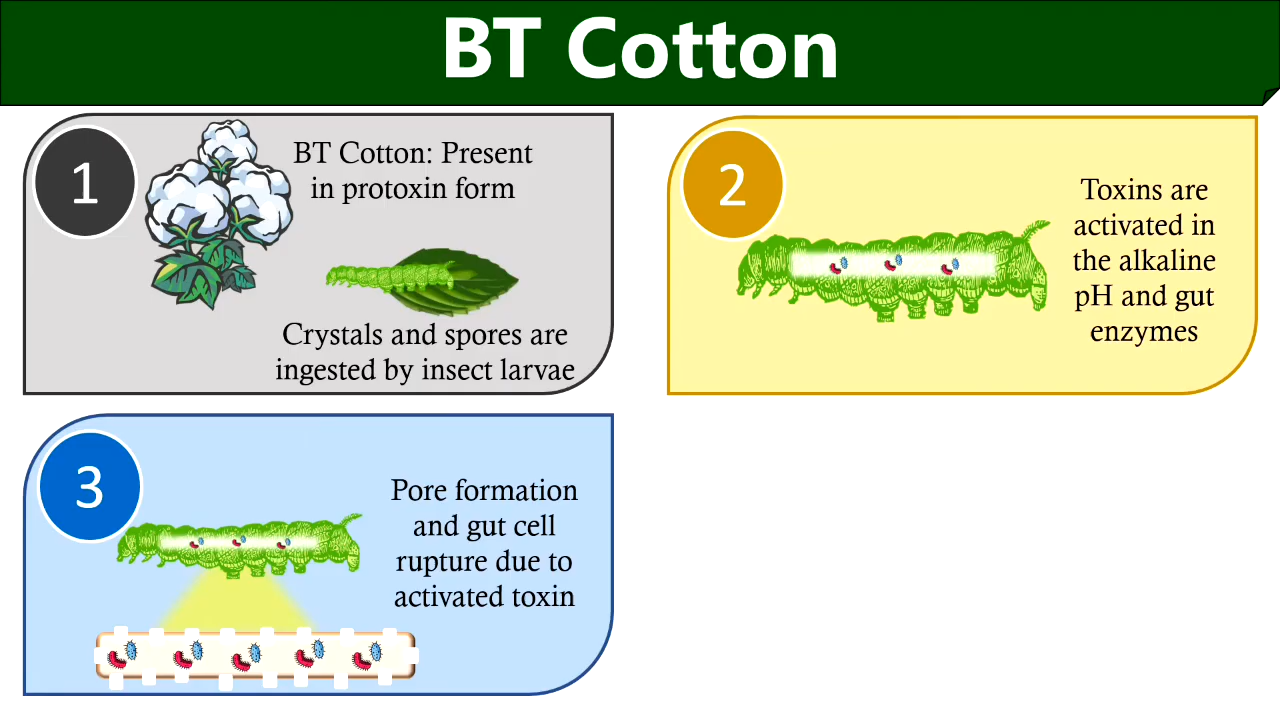 BT Cotton
1
BT Cotton: Present
in protoxin form
Crystals and spores are
ingested by insect larvae
2
Toxins are
activated in
the alkaline
pH and gut
enzymes
3
Pore formation
and gut cell
rupture due to
activated toxin